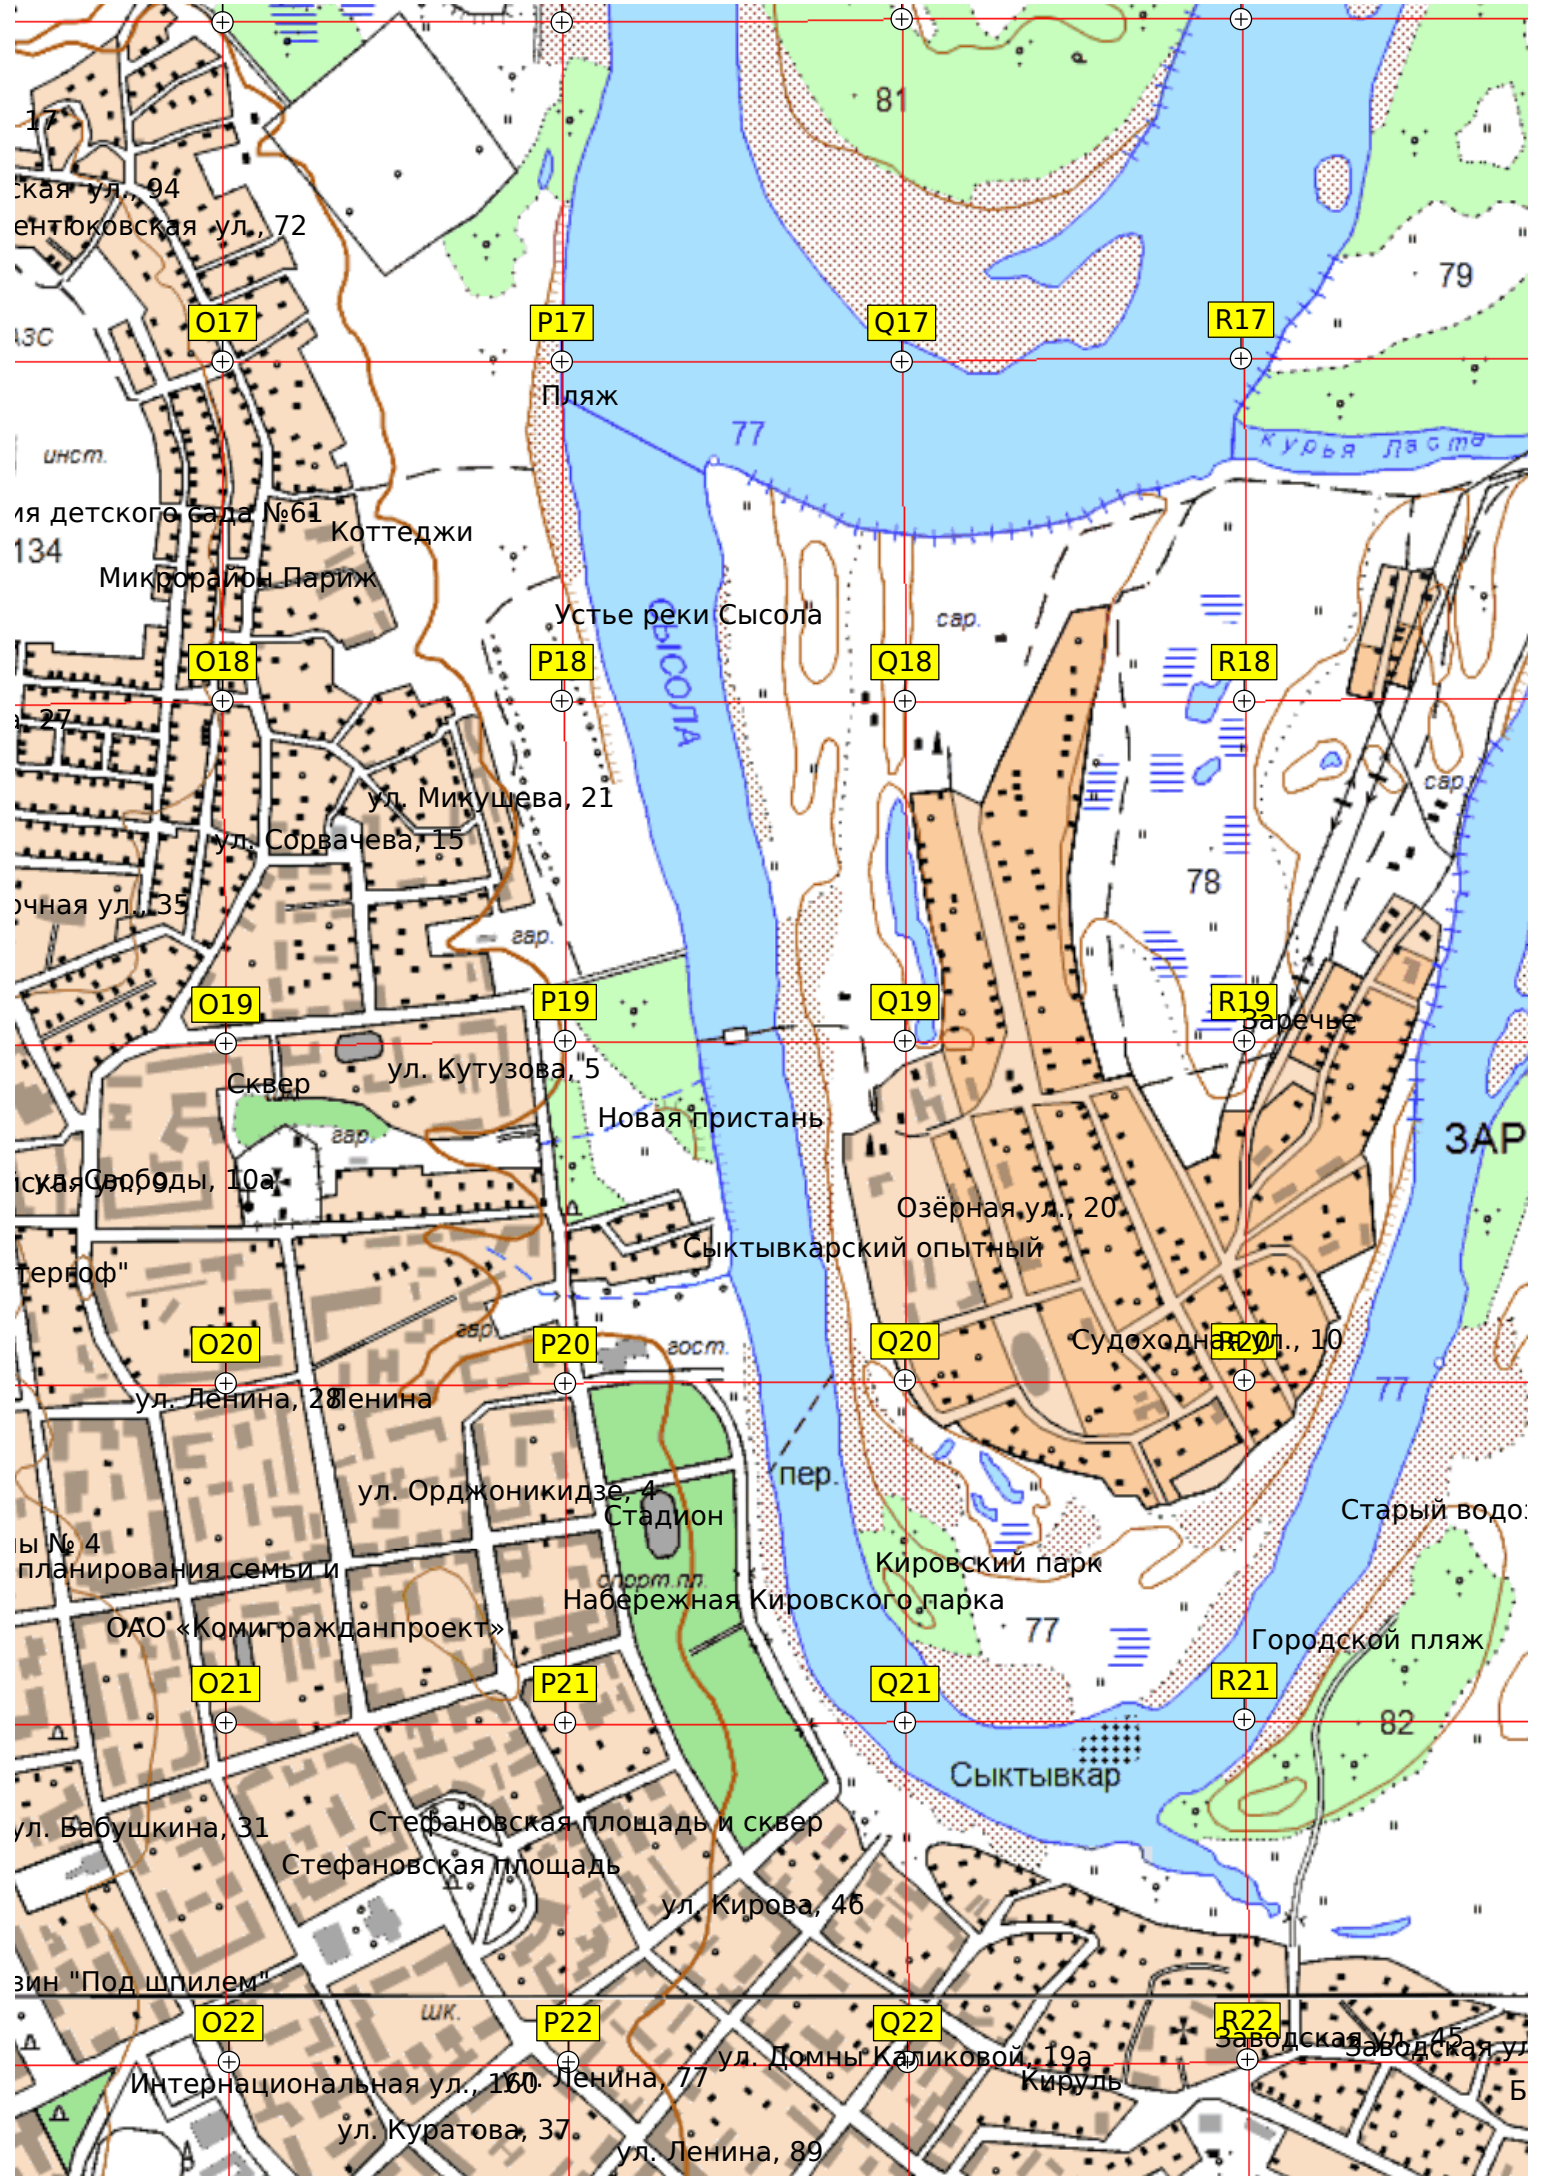 81
17
ская ул., 94
ентюковская ул., 72
79
O17
P17
Q17
R17
АЗС
Пляж
77
курья Ласта
инст.
ия детского сада №61
Коттеджи
134
Микрорайон Париж
Устье реки Сысола
сар.
СЫСОЛА
O18
P18
Q18
R18
а, 27
сар.
ул. Микушева, 21
ул. Сорвачева, 15
78
очная ул., 35
гар.
O19
P19
Q19
R19
Заречье
ул. Кутузова, 5
Сквер
Новая пристань
гар.
ЗАР
ул. Свободы, 10а
йская ул., 9
Озёрная ул., 20
Сыктывкарский опытный
тергоф"
гар.
O20
P20
гост.
Q20
Судоходная ул., 10
R20
77
ул. Ленина, 28
Ленина
пер.
ул. Орджоникидзе, 4
Стадион
Старый водоз
ы № 4
планирования семьи и
Кировский парк
спорт.пл.
Набережная Кировского парка
ОАО «Комигражданпроект»
77
Городской пляж
O21
P21
Q21
R21
82
Сыктывкар
ул. Бабушкина, 31
Стефановская площадь и сквер
Стефановская площадь
ул. Кирова, 46
зин "Под шпилем"
шк.
O22
P22
Q22
R22
Заводская ул., 45
Заводская ул
ул. Домны Каликовой, 19а
Интернациональная ул., 160
ул. Ленина, 77
Кируль
Б
ул. Куратова, 37
ул. Ленина, 89